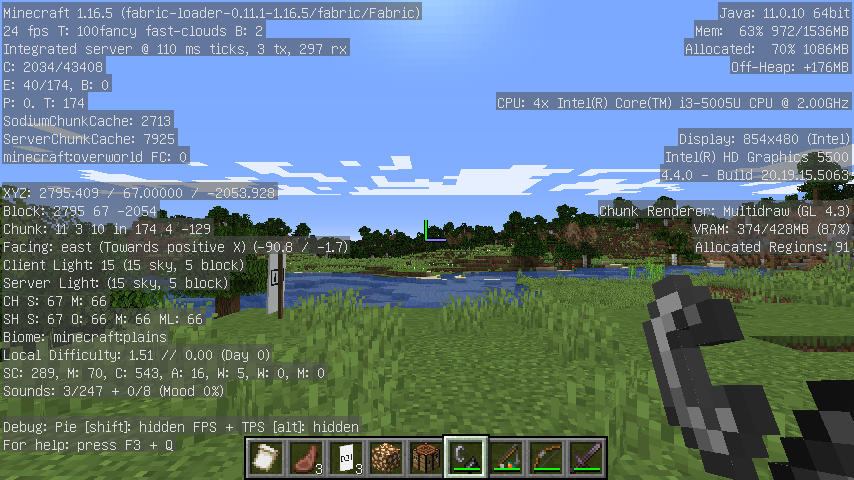 Minecraft 1.16.5 (fabric-loader-0.11.1-1.16.5/fabric/Fabric)
24 fps T: 100fancy fast-clouds B: 2
Integrated server @ 110 ms ticks, 3 tx, 297 rx
C: 2034/43408
E: 40/174, B: 0
P: 0. T: 174
SodiumChunkCache: 2713
ServerChunkCache: 7925
minecraft:overworld FC: 0
XYZ: 2795.409 / 67.00000 / -2053.928
Block: 2795 67 -2054
Chunk: 11 3 10 in 174 4 -129
Facing: east (Towards positive X) (-90.8 / -1.7)
Client Light: 15 (15 sky, 5 block)
Server Light: (15 sky, 5 block)
CH S: 67 M: 66
SH S: 67 O: 66 M: 66 ML: 66
Biome: minecraft:plains
Local Difficulty: 1.51 // 0.00 (Day 0)
SC: 289, M: 70, C: 543, A: 16, W: 5, W: 0, M: 0
Sounds: 3/247 + 0/8 (Mood 0%)
Debug: Pie [shift]: hidden FPS + TPS [alt]: hidden
For help: press F3 + Q
Java: 11.0.10 64bit
Mem: 63% 972/1536MB
Allocated: 70% 1086MB
Off-Heap: +176MB
CPU: 4x Intel(R) Core(TM) i3-5005U CPU @ 2.00GHz
Display: 854x480 (Intel)
Intel(R) HD Graphics 5500
4.4.0 - Build 20.19.15.5063
Chunk Renderer: Multidraw (GL 4.3)
VRAM: 374/428MB (87%)
Allocated Regions: 91
3
3